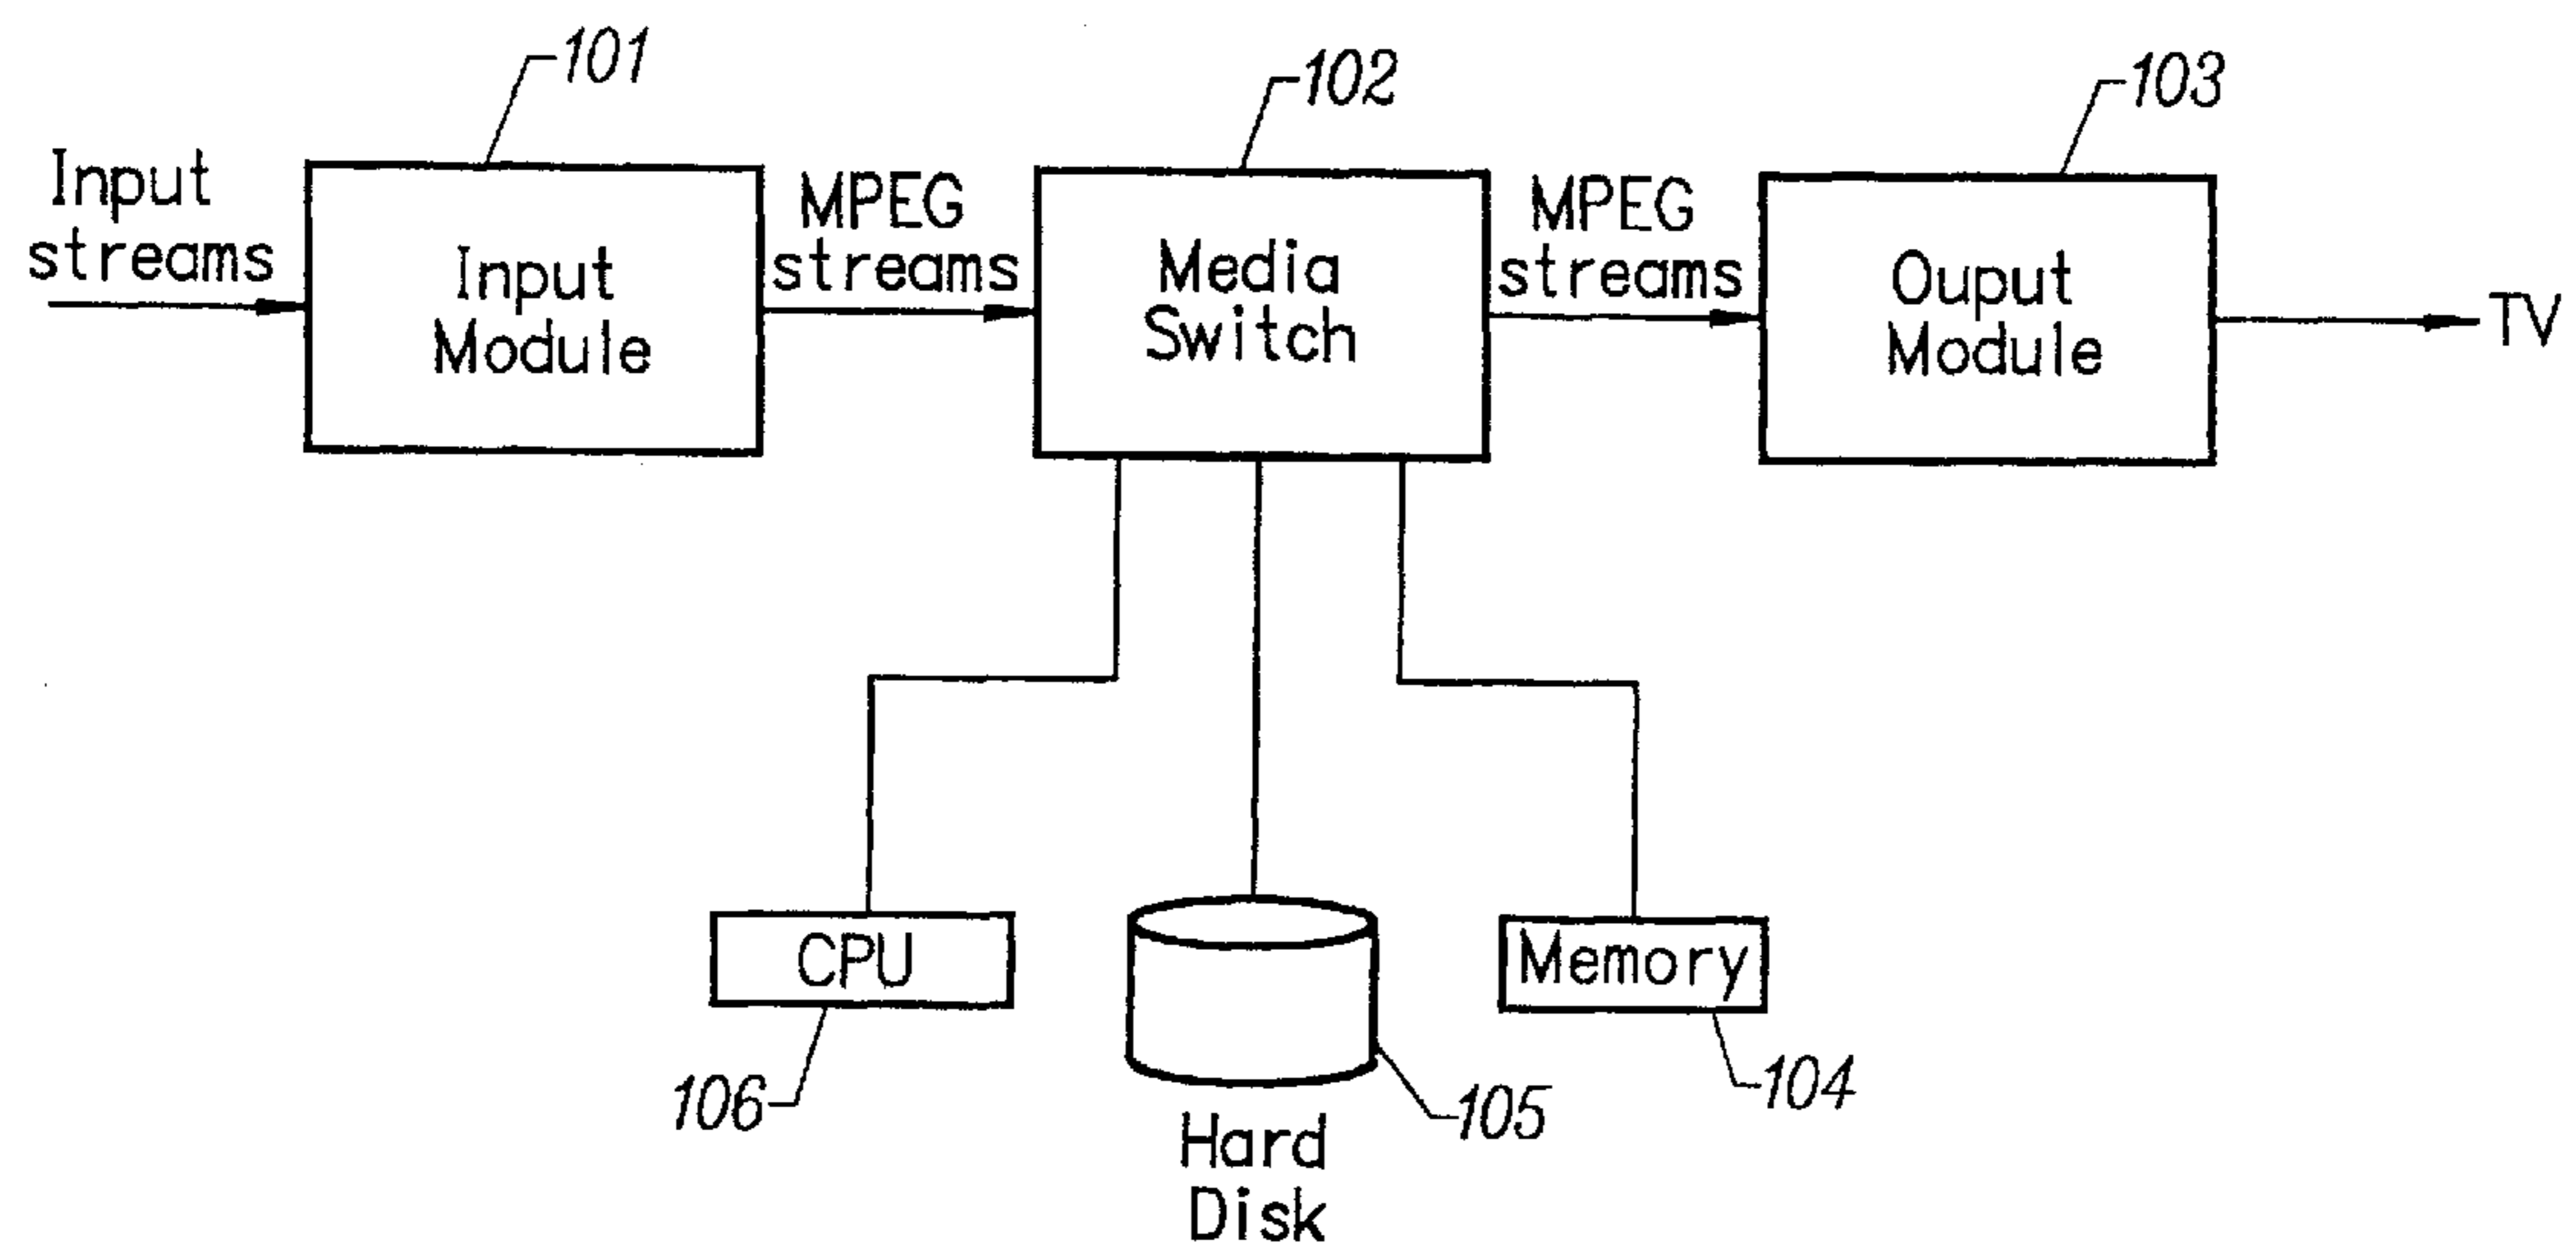 101
102
103
Input
streams
Input
Module
MPEG
streams
Media
Switch
MPEG
streams
Ouput
Module
TV
CPU
106
Hard
Disk
105
Memory
104